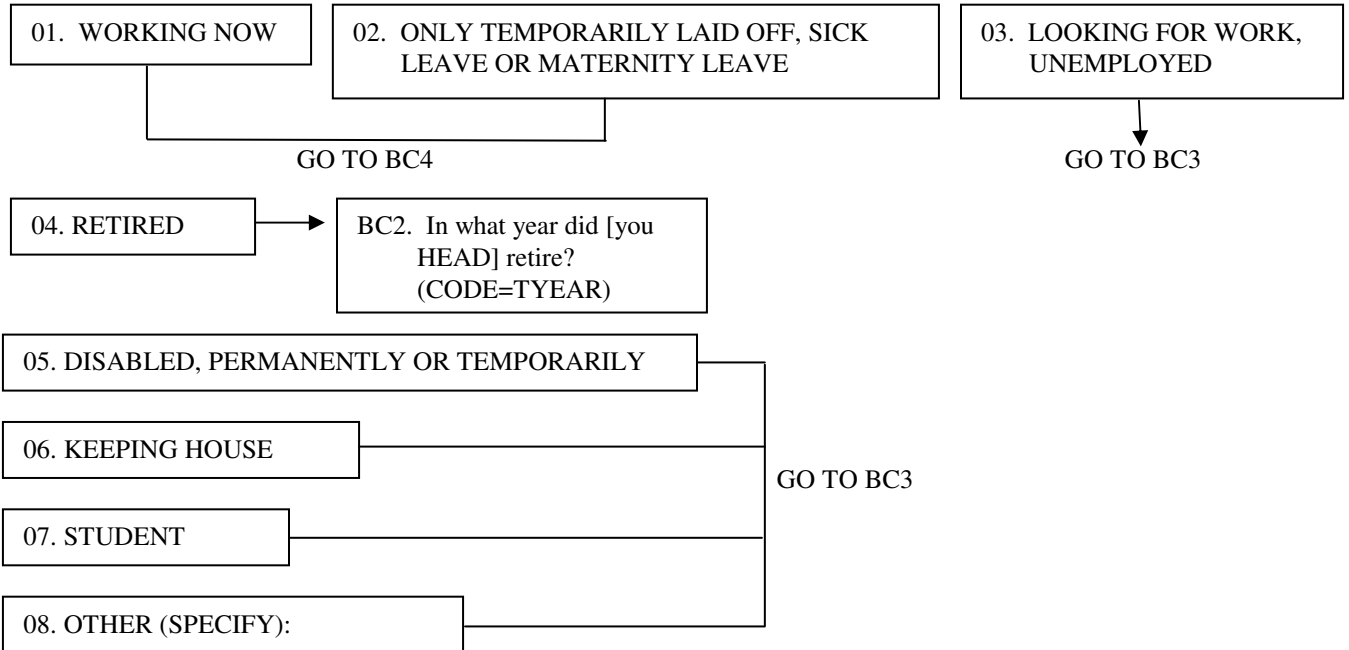 01. WORKING NOW
02. ONLY TEMPORARILY LAID OFF, SICK
LEAVE OR MATERNITY LEAVE
03. LOOKING FOR WORK,
UNEMPLOYED
GO TO BC4
GO TO BC3
04. RETIRED
BC2. In what year did [you
HEAD] retire?
(CODE=TYEAR)
05. DISABLED, PERMANENTLY OR TEMPORARILY
06. KEEPING HOUSE
GO TO BC3
07. STUDENT
08. OTHER (SPECIFY):